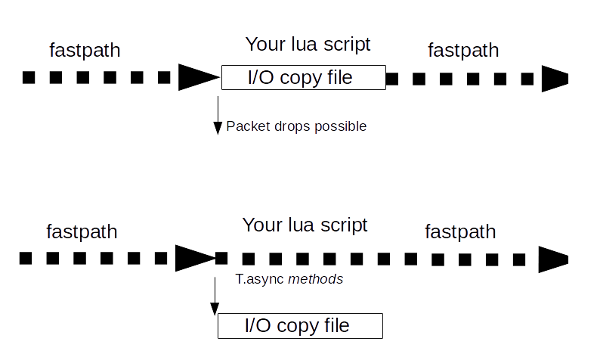 fastpath
Your lua script
fastpath
I/O copy file
Packet drops possible
fastpath
Your lua script
fastpath
T.async methods
I/O copy file